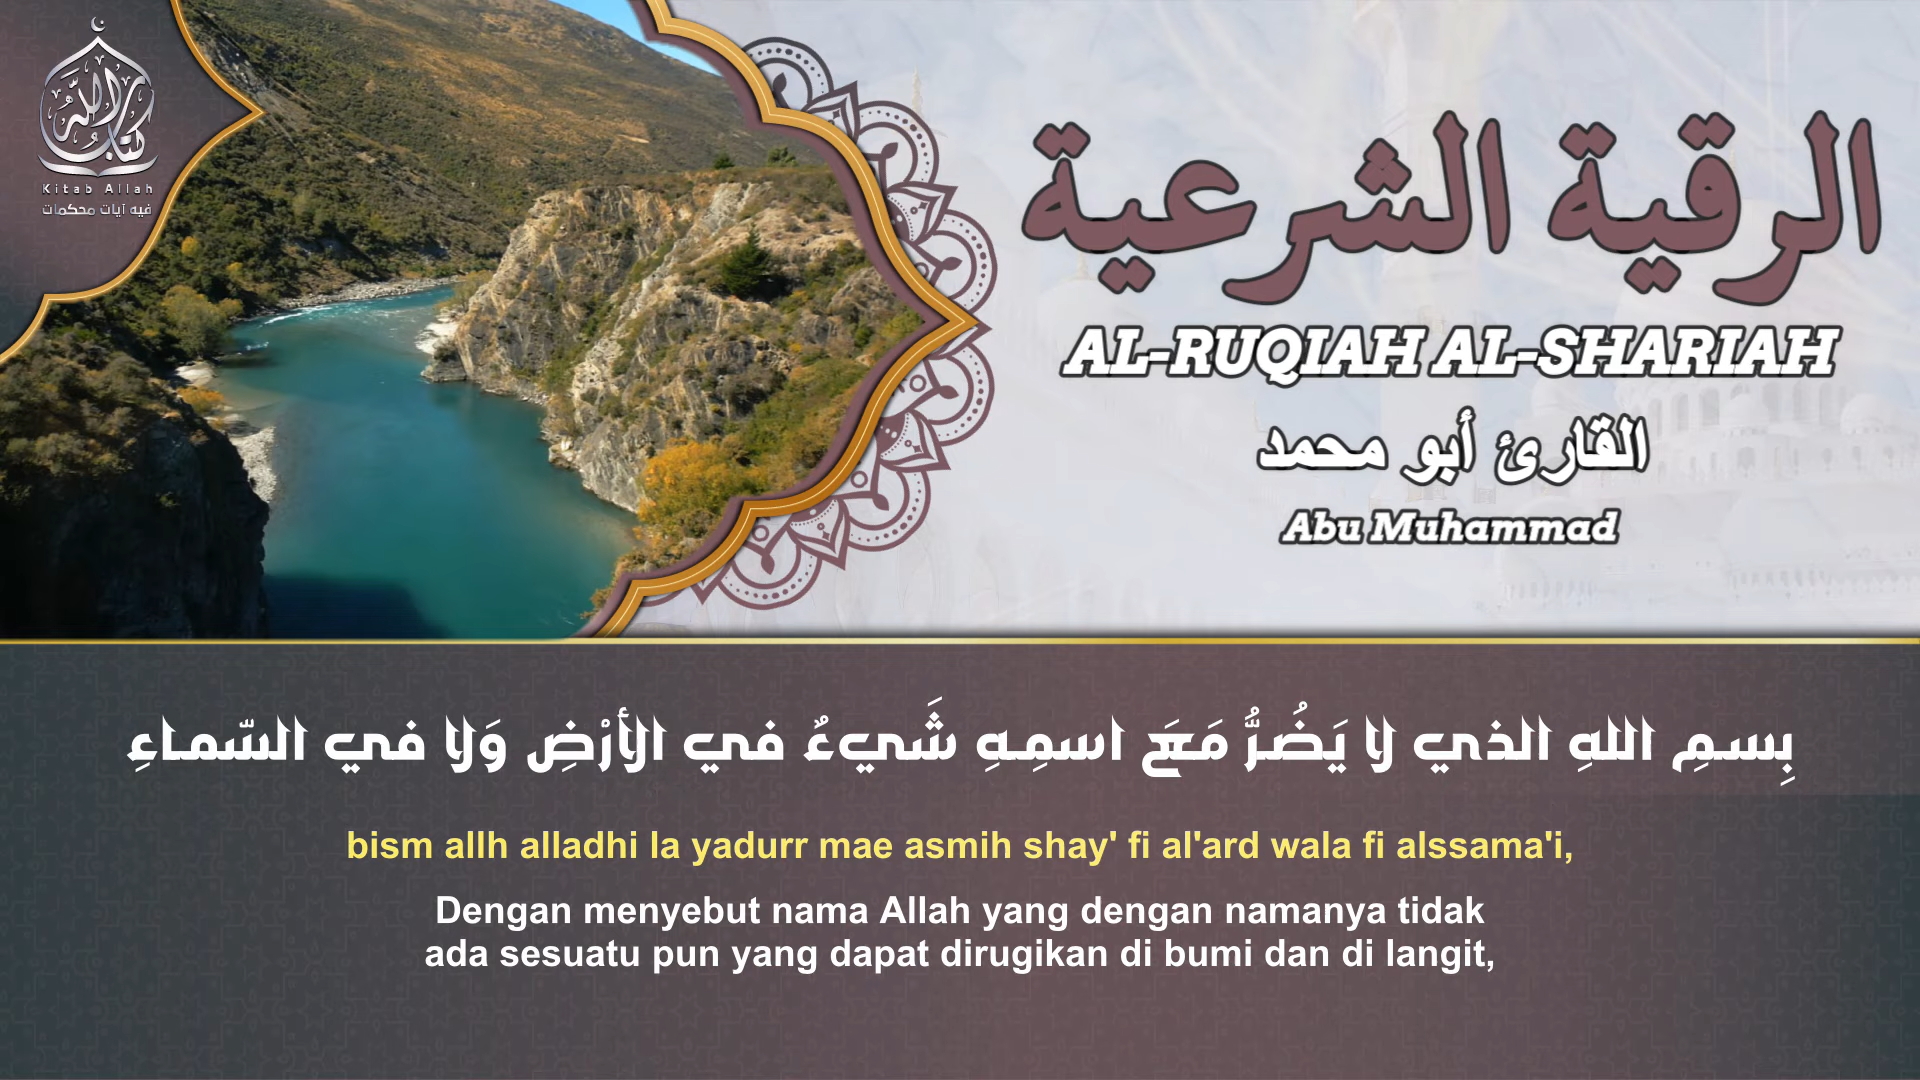 كتاب الله
Kitab Allah
فيه آيات محكمات
الرقية الشرعية
AL-RUQIAH AL-SHARIAH
القارئ أبو محمد
Abu Muhammad
بِسمِ اللهِ الذي لا يَضُرُّ مَعَ اسمِهِ شَيءٌ في الأرْضِ وَلا في السّماءِ
bism allh alladhi la yadurr mae asmih shay' fi al'ard wala fi alssama'i,
Dengan menyebut nama Allah yang dengan namanya tidak
ada sesuatu pun yang dapat dirugikan di bumi dan di langit,